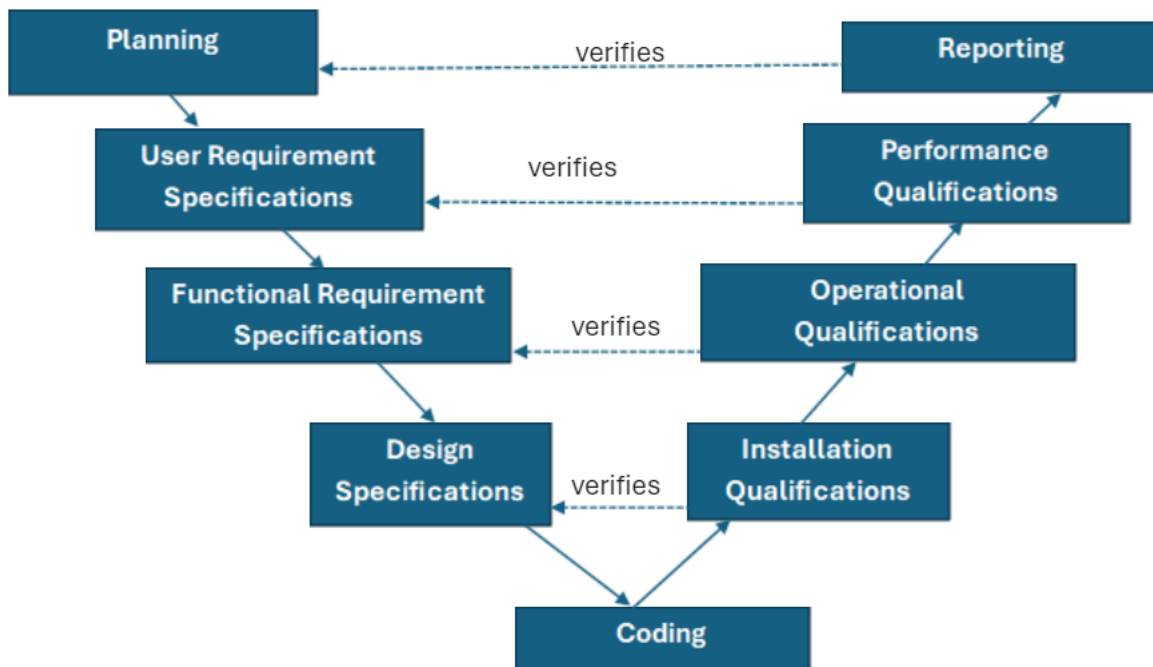 Planning
verifies
Reporting
User Requirement
Specifications
verifies
Performance
Qualifications
Functional Requirement
Specifications
verifies
Operational
Qualifications
Design
Specifications
verifies
Installation
Qualifications
Coding